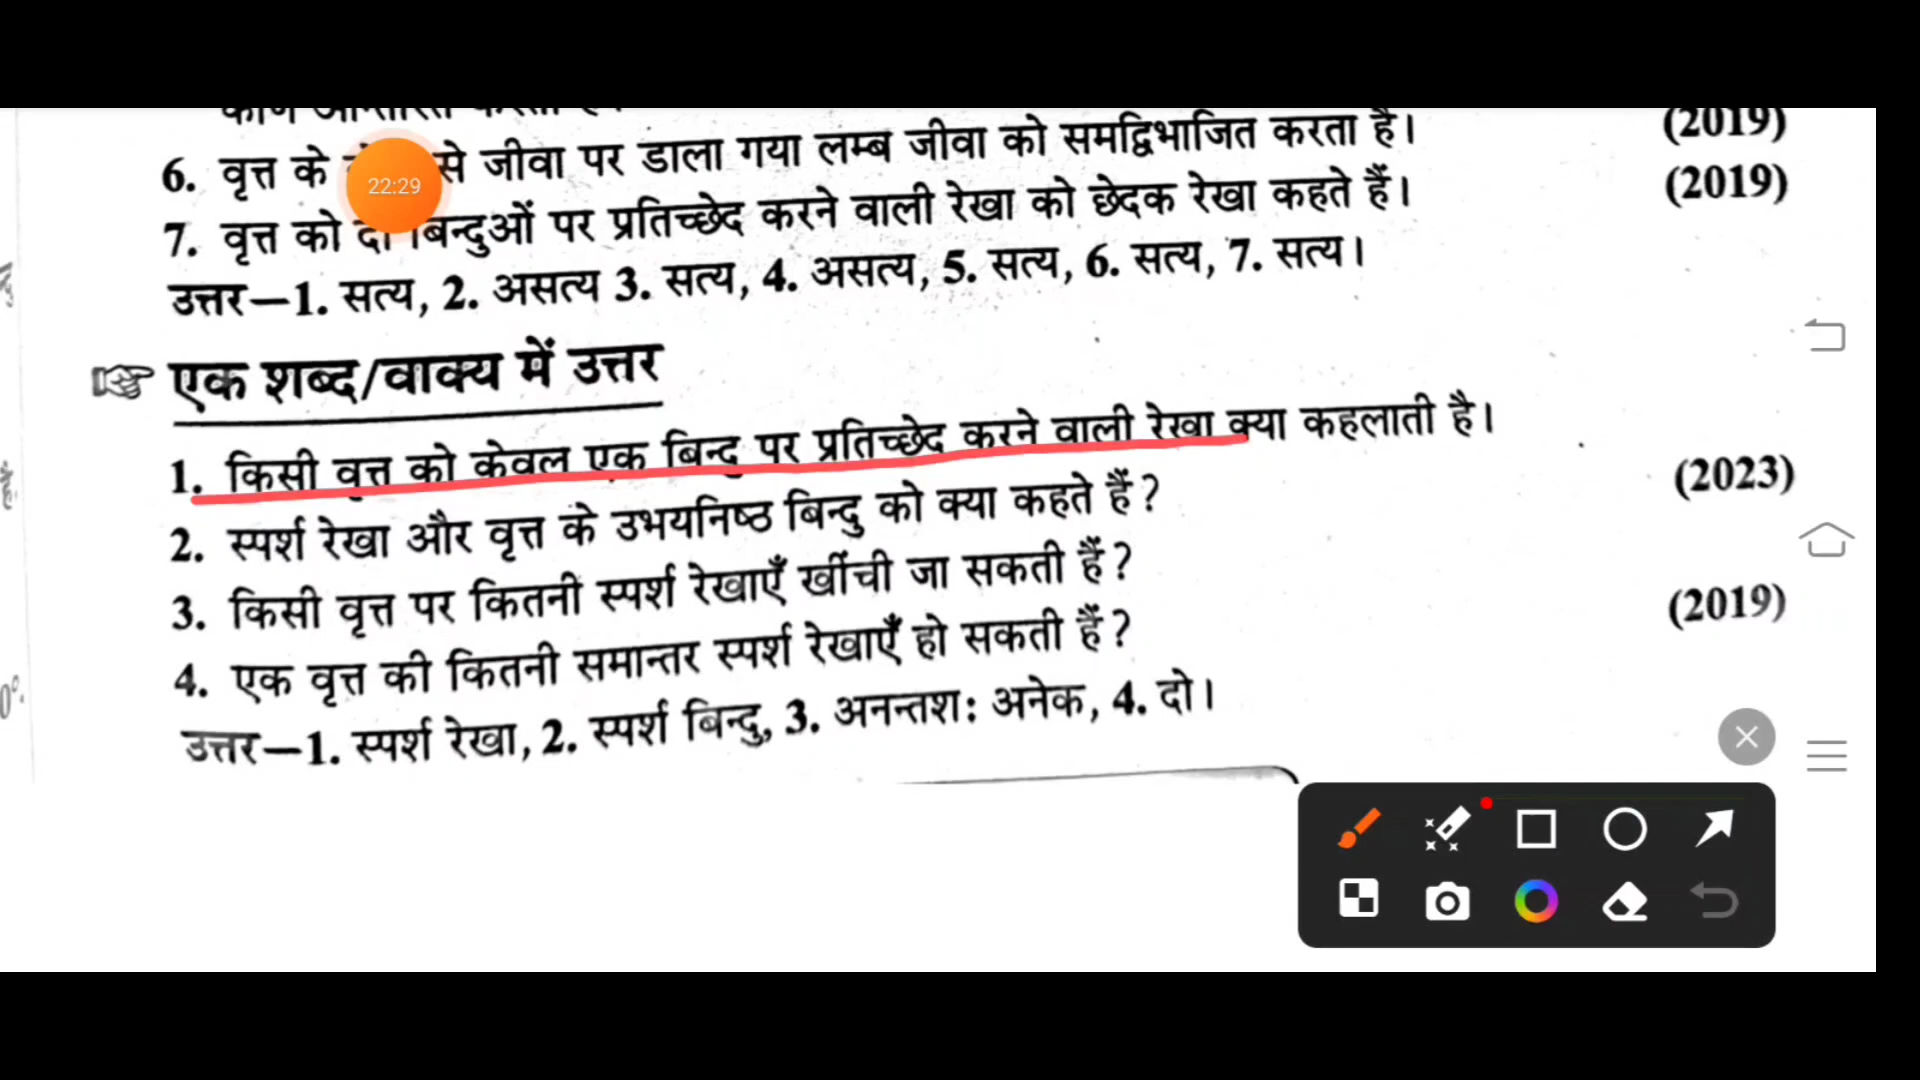 6. वृत्त के से जीवा पर डाला गया लम्ब जीवा को समद्विभाजित करता है। (2019)
22:29
7. वृत्त को दो बिन्दुओं पर प्रतिच्छेद करने वाली रेखा को छेदक रेखा कहते हैं। (2019)
उत्तर—1. सत्य, 2. असत्य 3. सत्य, 4. असत्य, 5. सत्य, 6. सत्य, 7. सत्य।
एक शब्द/वाक्य में उत्तर
1. किसी वृत्त को केवल एक बिन्दु पर प्रतिच्छेद करने वाली रेखा क्या कहलाती है।
(2023)
2. स्पर्श रेखा और वृत्त के उभयनिष्ठ बिन्दु को क्या कहते हैं?
3. किसी वृत्त पर कितनी स्पर्श रेखाएँ खींची जा सकती हैं?
(2019)
4. एक वृत्त की कितनी समान्तर स्पर्श रेखाएँ हो सकती हैं?
उत्तर—1. स्पर्श रेखा, 2. स्पर्श बिन्दु, 3. अनन्तश: अनेक, 4. दो।